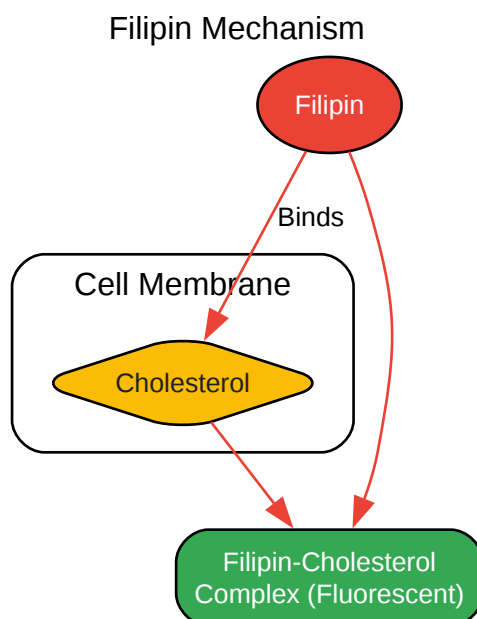 Filipin Mechanism
Filipin
Binds
Cell Membrane
Cholesterol
Filipin-Cholesterol
Complex (Fluorescent)